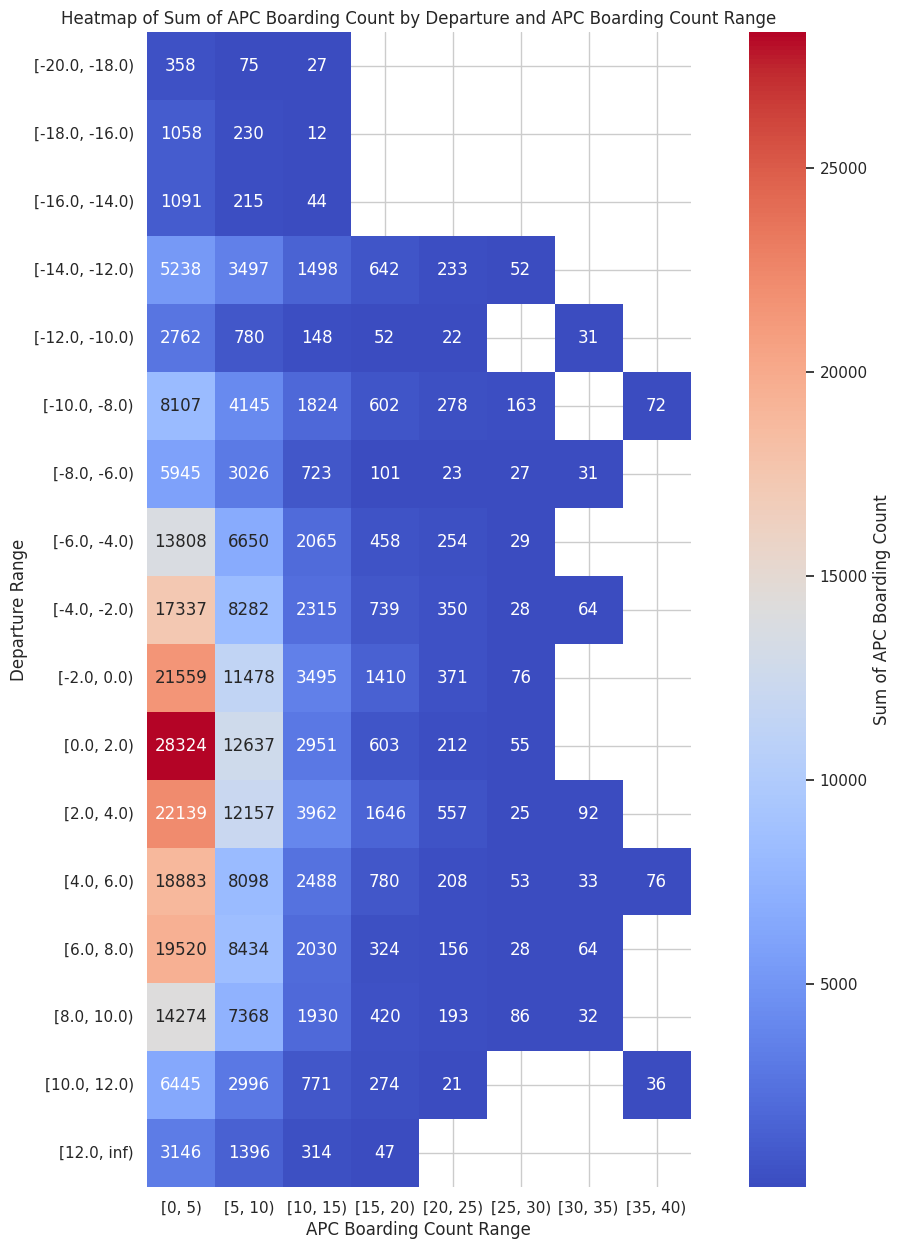 Heatmap of Sum of APC Boarding Count by Departure and APC Boarding Count Range
[-20.0, -18.0) 358 75 27
[-18.0, -16.0) 1058 230 12
[-16.0, -14.0) 1091 215 44
[-14.0, -12.0) 5238 3497 1498 642 233 52
[-12.0, -10.0) 2762 780 148 52 22 31
[-10.0, -8.0) 8107 4145 1824 602 278 163 72
[-8.0, -6.0) 5945 3026 723 101 23 27 31
[-6.0, -4.0) 13808 6650 2065 458 254 29
[-4.0, -2.0) 17337 8282 2315 739 350 28 64
[-2.0, 0.0) 21559 11478 3495 1410 371 76
[0.0, 2.0) 28324 12637 2951 603 212 55
[2.0, 4.0) 22139 12157 3962 1646 557 25 92
[4.0, 6.0) 18883 8098 2488 780 208 53 33 76
[6.0, 8.0) 19520 8434 2030 324 156 28 64
[8.0, 10.0) 14274 7368 1930 420 193 86 32
[10.0, 12.0) 6445 2996 771 274 21 36
[12.0, inf) 3146 1396 314 47
[0, 5) [5, 10) [10, 15) [15, 20) [20, 25) [25, 30) [30, 35) [35, 40)
APC Boarding Count Range
Departure Range
25000
20000
15000
10000
5000
Sum of APC Boarding Count